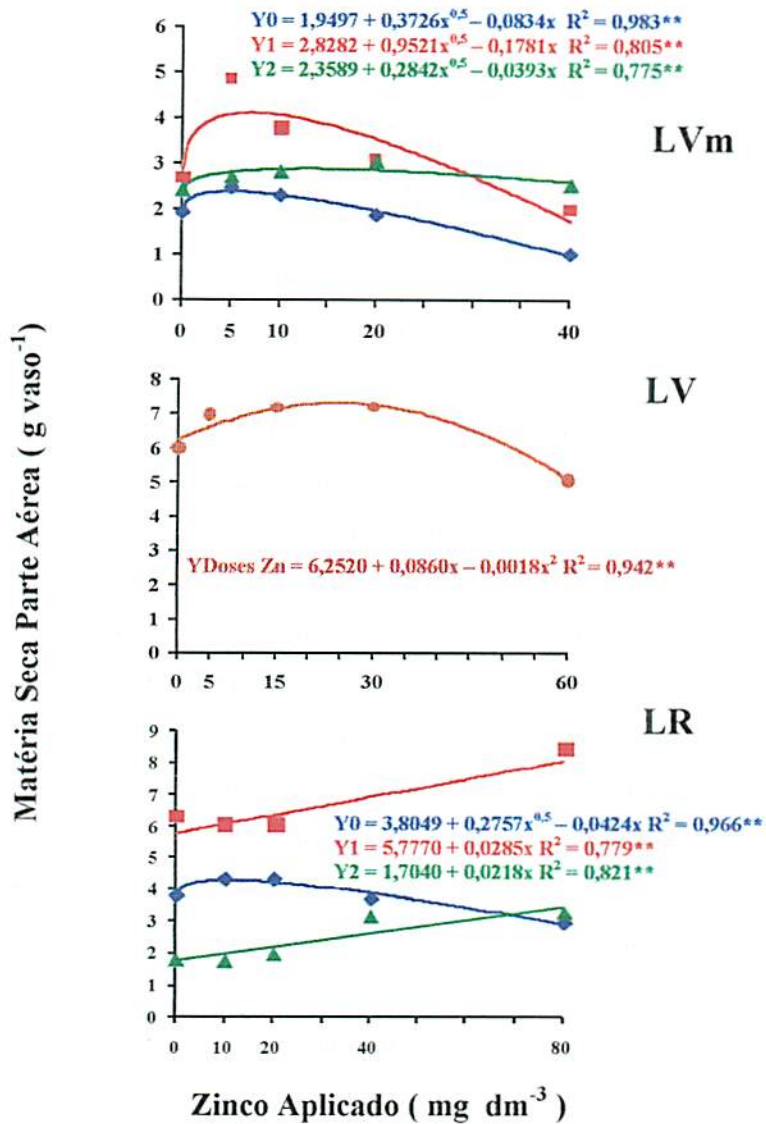 Y0 = 1,9497 + 0,3726x^0,5 – 0,0834x R² = 0,983**
Y1 = 2,8282 + 0,9521x^0,5 – 0,1781x R² = 0,805**
Y2 = 2,3589 + 0,2842x^0,5 – 0,0393x R² = 0,775**
LVm
6
5
4
3
2
1
0
0 5 10 20 40
LV
8
7
6
5
4
3
2
1
0
YDoses Zn = 6,2520 + 0,0860x – 0,0018x² R² = 0,942**
0 5 15 30 60
LR
9
8
7
6
5
4
3
2
1
0
Y0 = 3,8049 + 0,2757x^0,5 – 0,0424x R² = 0,966**
Y1 = 5,7770 + 0,0285x R² = 0,779**
Y2 = 1,7040 + 0,0218x R² = 0,821**
0 10 20 40 80
Matéria Seca Parte Aérea ( g vaso⁻¹ )
Zinco Aplicado ( mg dm⁻³ )